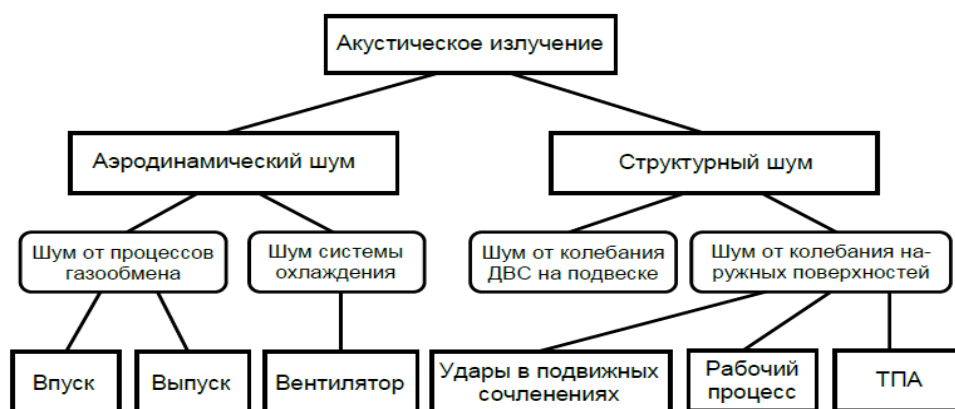 Акустическое излучение
Аэродинамический шум
Структурный шум
Шум от процессов
газообмена
Шум системы
охлаждения
Шум от колебания
ДВС на подвеске
Шум от колебания на-
ружных поверхностей
Впуск
Выпуск
Вентилятор
Удары в подвижных
сочленениях
Рабочий
процесс
ТПА